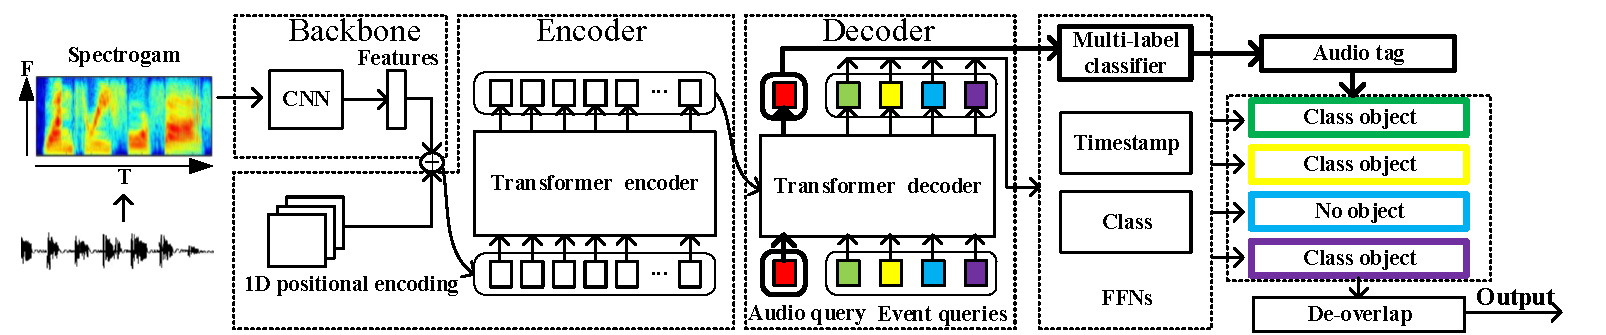 Spectrogam
F
T
Backbone
Features
CNN
1D positional encoding
Encoder
...
Transformer encoder
...
Decoder
Transformer decoder
Audio query
Event queries
Multi-label
classifier
Timestamp
Class
FFNs
Audio tag
Class object
Class object
No object
Class object
De-overlap
Output